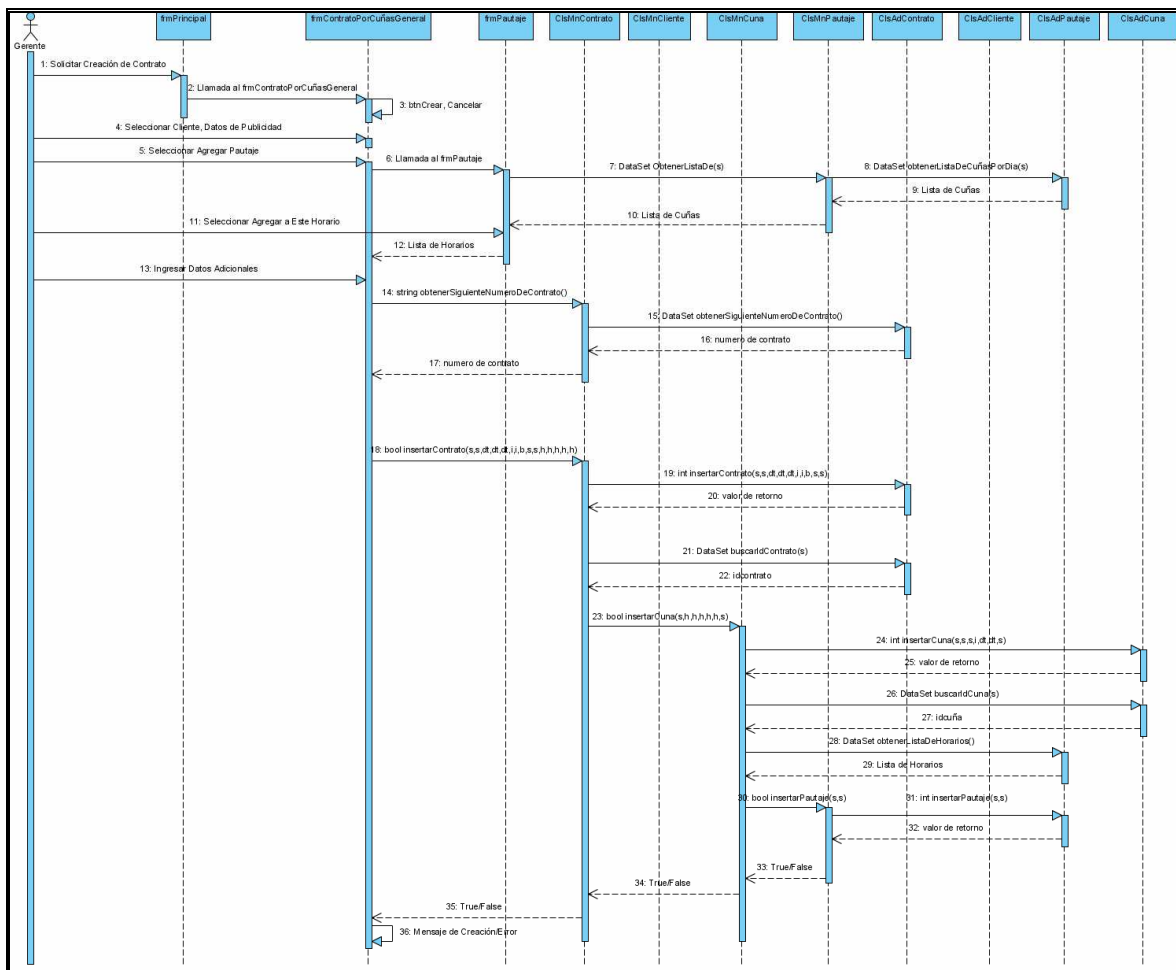 frmPrincipal
frmContratoPorCuñasGeneral
frmPautaje
ClsMnContrato
ClsMnCliente
ClsMnCuna
ClsMnPautaje
ClsAdContrato
ClsAdCliente
ClsAdPautaje
ClsAdCuna
Gerente
1: Solicitar Creación de Contrato
2: Llamada al frmContratoPorCuñasGeneral
3: btnCrear, Cancelar
4: Seleccionar Cliente, Datos de Publicidad
5: Seleccionar Agregar Pautaje
6: Llamada al frmPautaje
7: DataSet ObtenerListaDe(s)
8: DataSet obtenerListaDeCuñasPorDia(s)
9: Lista de Cuñas
10: Lista de Cuñas
11: Seleccionar Agregar a Este Horario
12: Lista de Horarios
13: Ingresar Datos Adicionales
14: string obtenerSiguienteNumeroDeContrato()
15: DataSet obtenerSiguienteNumeroDeContrato()
16: numero de contrato
17: numero de contrato
18: bool insertarContrato(s,s,dt,dt,dt,i,i,b,s,s,h,h,h,h,h)
19: int insertarContrato(s,s,dt,dt,dt,i,i,b,s,s)
20: valor de retorno
21: DataSet buscarIdContrato(s)
22: idcontrato
23: bool insertarCuna(s,h,h,h,h,h,s)
24: int insertarCuna(s,s,s,i,dt,dt,s)
25: valor de retorno
26: DataSet buscarIdCuna(s)
27: idcuña
28: DataSet obtenerListaDeHorarios()
29: Lista de Horarios
30: bool insertarPautaje(s,s)
31: int insertarPautaje(s,s)
32: valor de retorno
33: True/False
34: True/False
35: True/False
36: Mensaje de Creación/Error